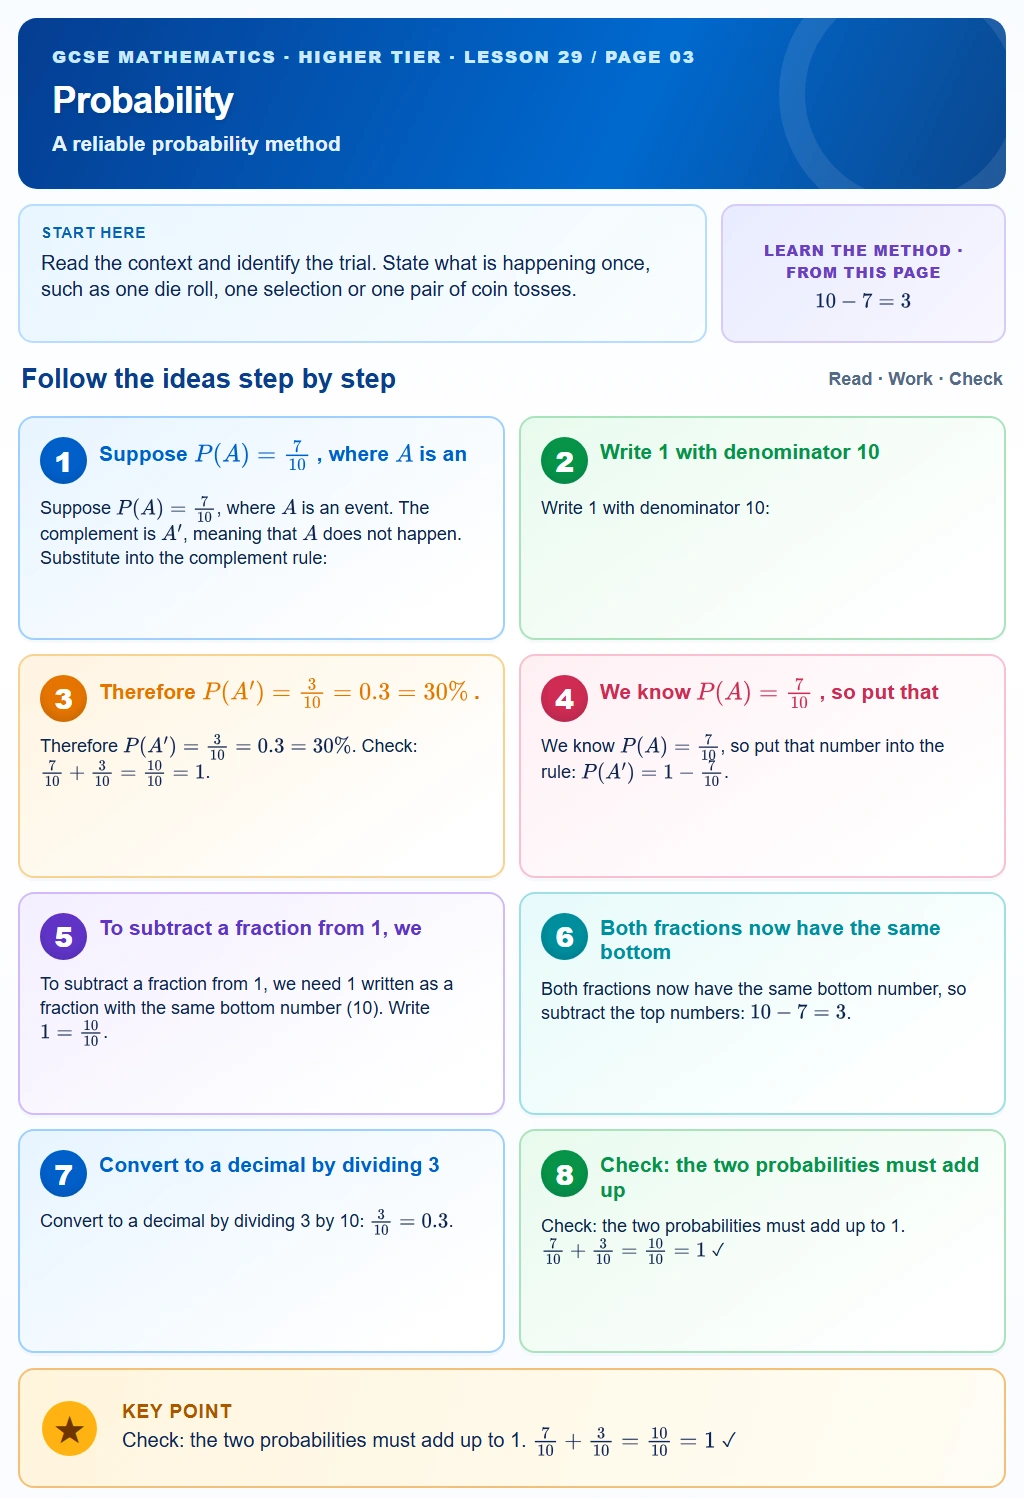 GCSE MATHEMATICS · HIGHER TIER · LESSON 29 / PAGE 03
Probability
A reliable probability method
START HERE
Read the context and identify the trial. State what is happening once,
such as one die roll, one selection or one pair of coin tosses.
LEARN THE METHOD ·
FROM THIS PAGE
10 − 7 = 3
Follow the ideas step by step
Read · Work · Check
1
Suppose P(A) = 7/10 , where A is an
Suppose P(A) = 7/10, where A is an event. The
complement is A′, meaning that A does not happen.
Substitute into the complement rule:
2
Write 1 with denominator 10
Write 1 with denominator 10:
3
Therefore P(A′) = 3/10 = 0.3 = 30% .
Therefore P(A′) = 3/10 = 0.3 = 30%. Check:
7/10 + 3/10 = 10/10 = 1.
4
We know P(A) = 7/10 , so put that
We know P(A) = 7/10, so put that number into the
rule: P(A′) = 1 − 7/10.
5
To subtract a fraction from 1, we
To subtract a fraction from 1, we need 1 written as a
fraction with the same bottom number (10). Write
1 = 10/10.
6
Both fractions now have the same
bottom
Both fractions now have the same bottom number, so
subtract the top numbers: 10 − 7 = 3.
7
Convert to a decimal by dividing 3
Convert to a decimal by dividing 3 by 10: 3/10 = 0.3.
8
Check: the two probabilities must add
up
Check: the two probabilities must add up to 1.
7/10 + 3/10 = 10/10 = 1 ✓
KEY POINT
Check: the two probabilities must add up to 1. 7/10 + 3/10 = 10/10 = 1 ✓